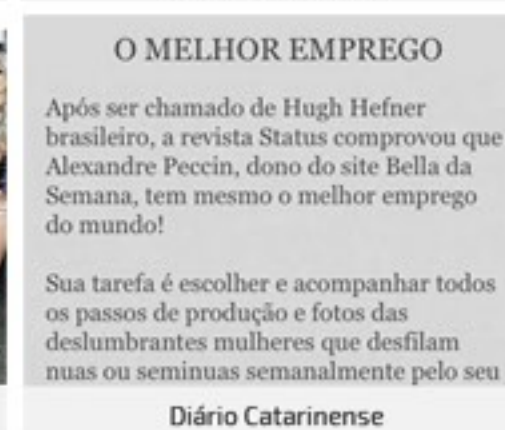 O MELHOR EMPREGO
Após ser chamado de Hugh Hefner
brasileiro, a revista Status comprovou que
Alexandre Peccin, dono do site Bella da
Semana, tem mesmo o melhor emprego
do mundo!
Sua tarefa é escolher e acompanhar todos
os passos de produção e fotos das
deslumbrantes mulheres que desfilam
nuas ou seminuas semanalmente pelo seu
Diário Catarinense